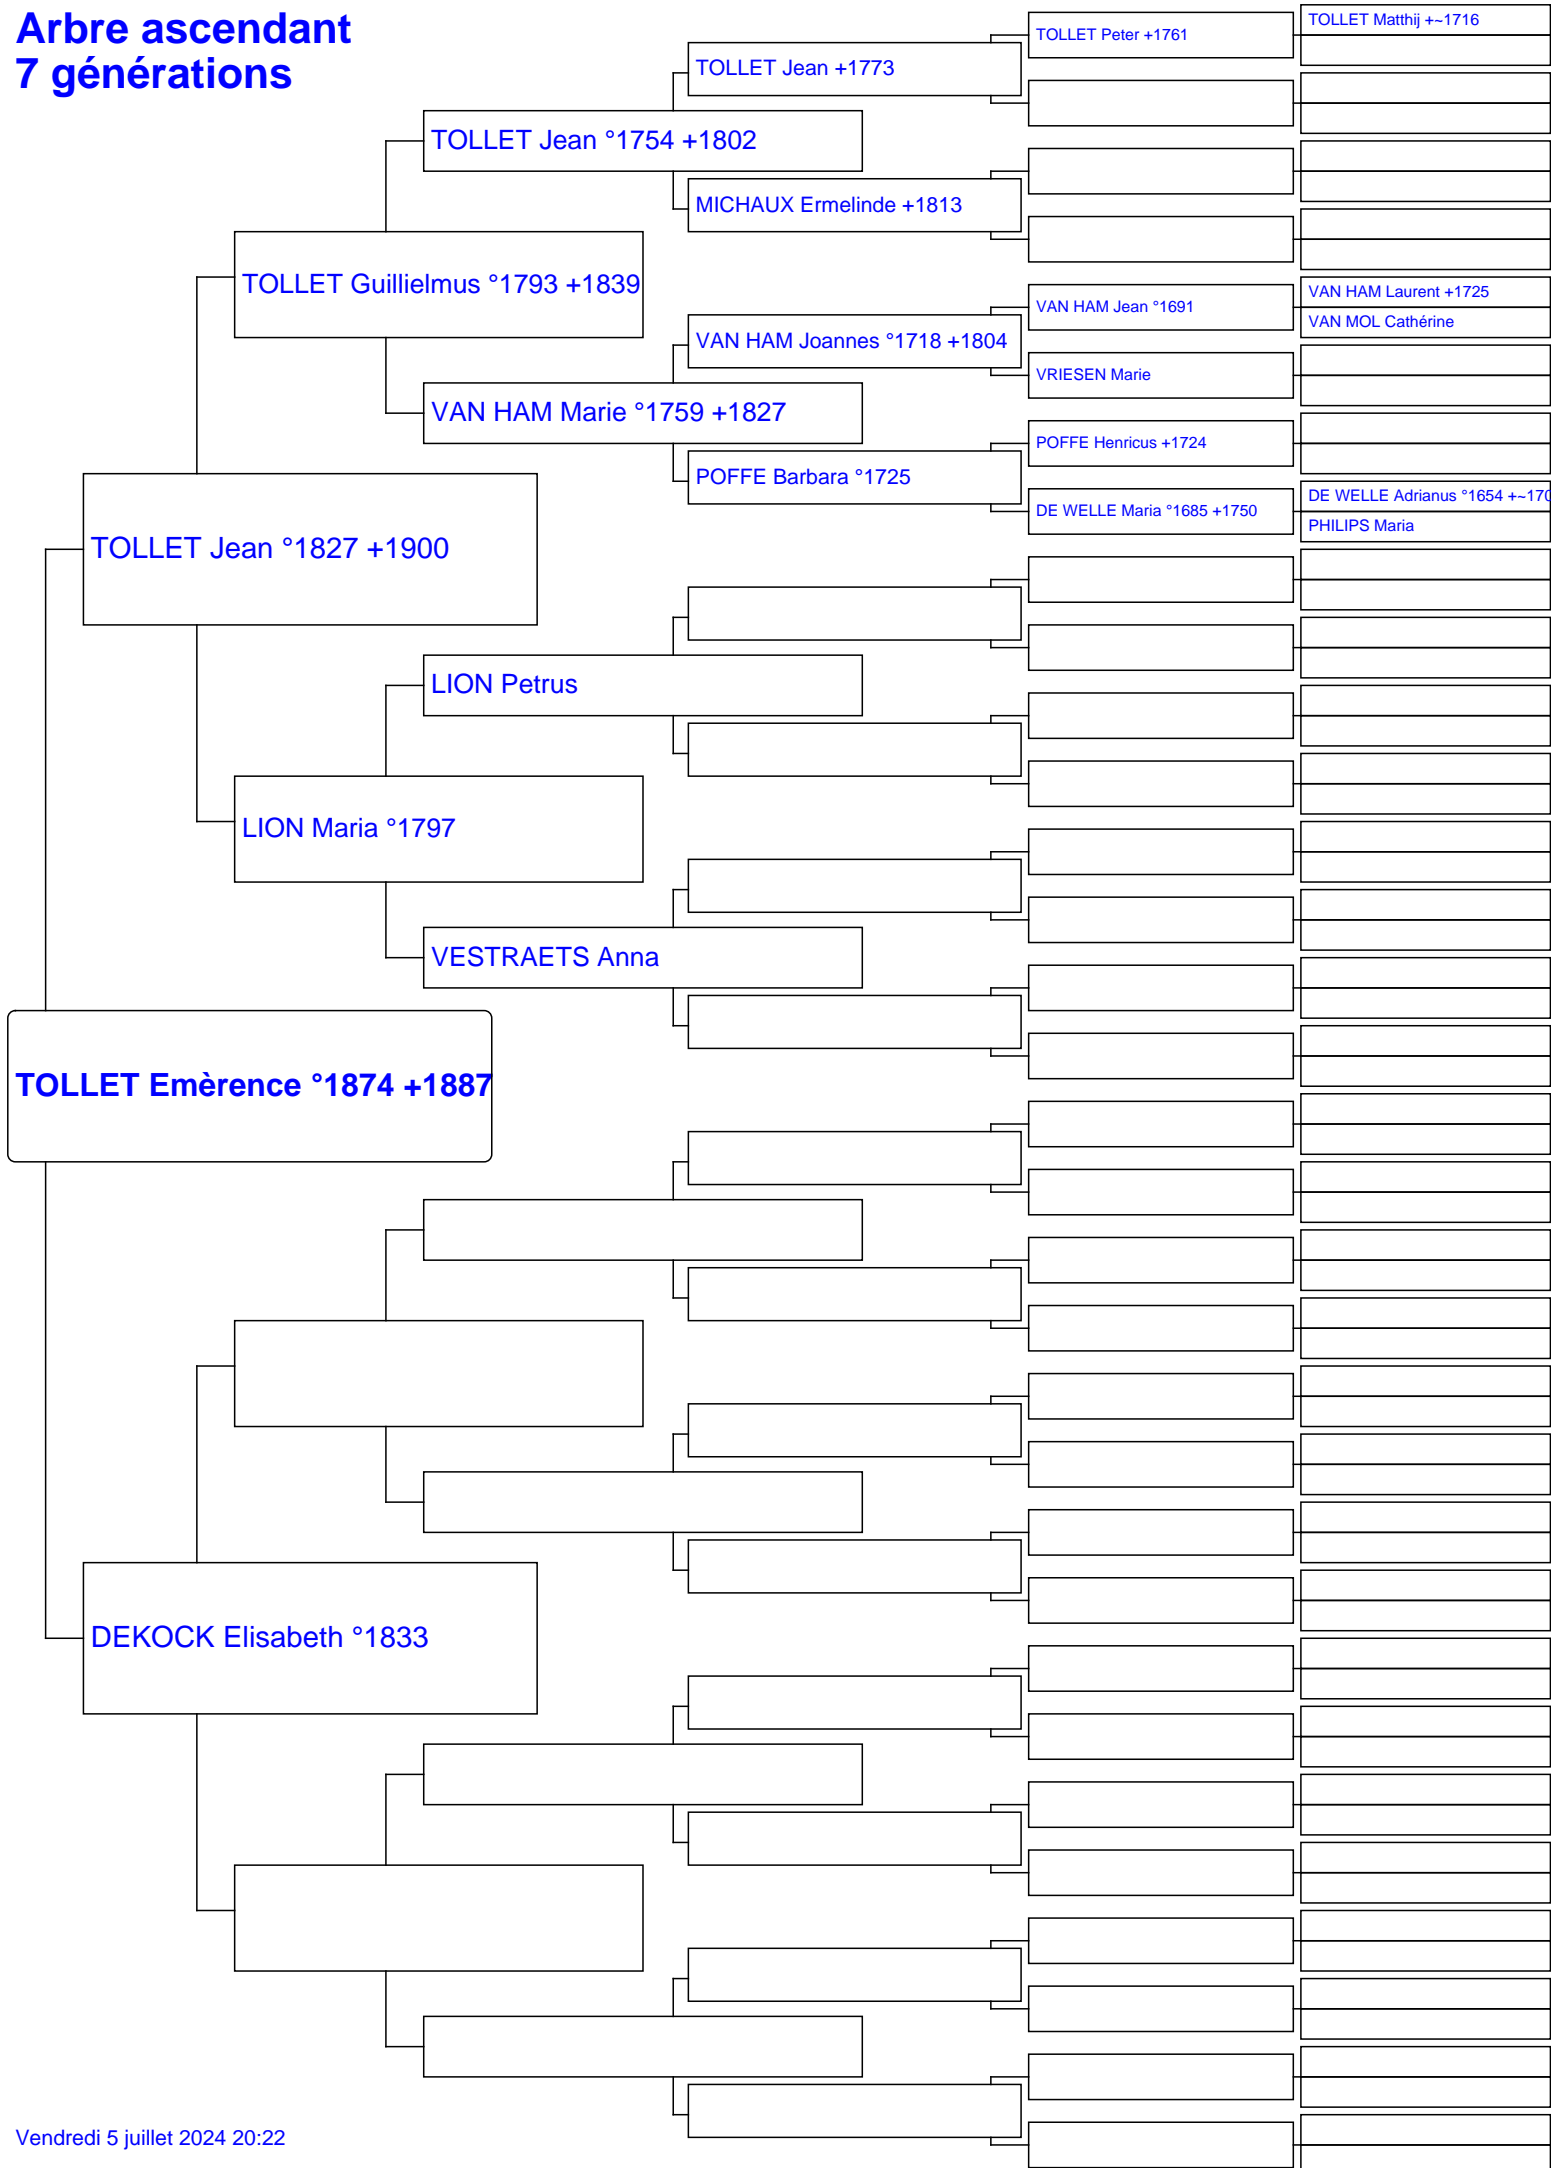 Arbre ascendant
7 générations
TOLLET Matthij +~1716
TOLLET Peter +1761
TOLLET Jean +1773
TOLLET Jean °1754 +1802
MICHAUX Ermelinde +1813
TOLLET Guillielmus °1793 +1839
VAN HAM Laurent +1725
VAN HAM Jean °1691
VAN MOL Cathérine
VAN HAM Joannes °1718 +1804
VRIESEN Marie
VAN HAM Marie °1759 +1827
POFFE Henricus +1724
POFFE Barbara °1725
DE WELLE Adrianus °1654 +~170
DE WELLE Maria °1685 +1750
PHILIPS Maria
TOLLET Jean °1827 +1900
LION Petrus
LION Maria °1797
VESTRAETS Anna
TOLLET Emèrence °1874 +1887
DEKOCK Elisabeth °1833
Vendredi 5 juillet 2024 20:22